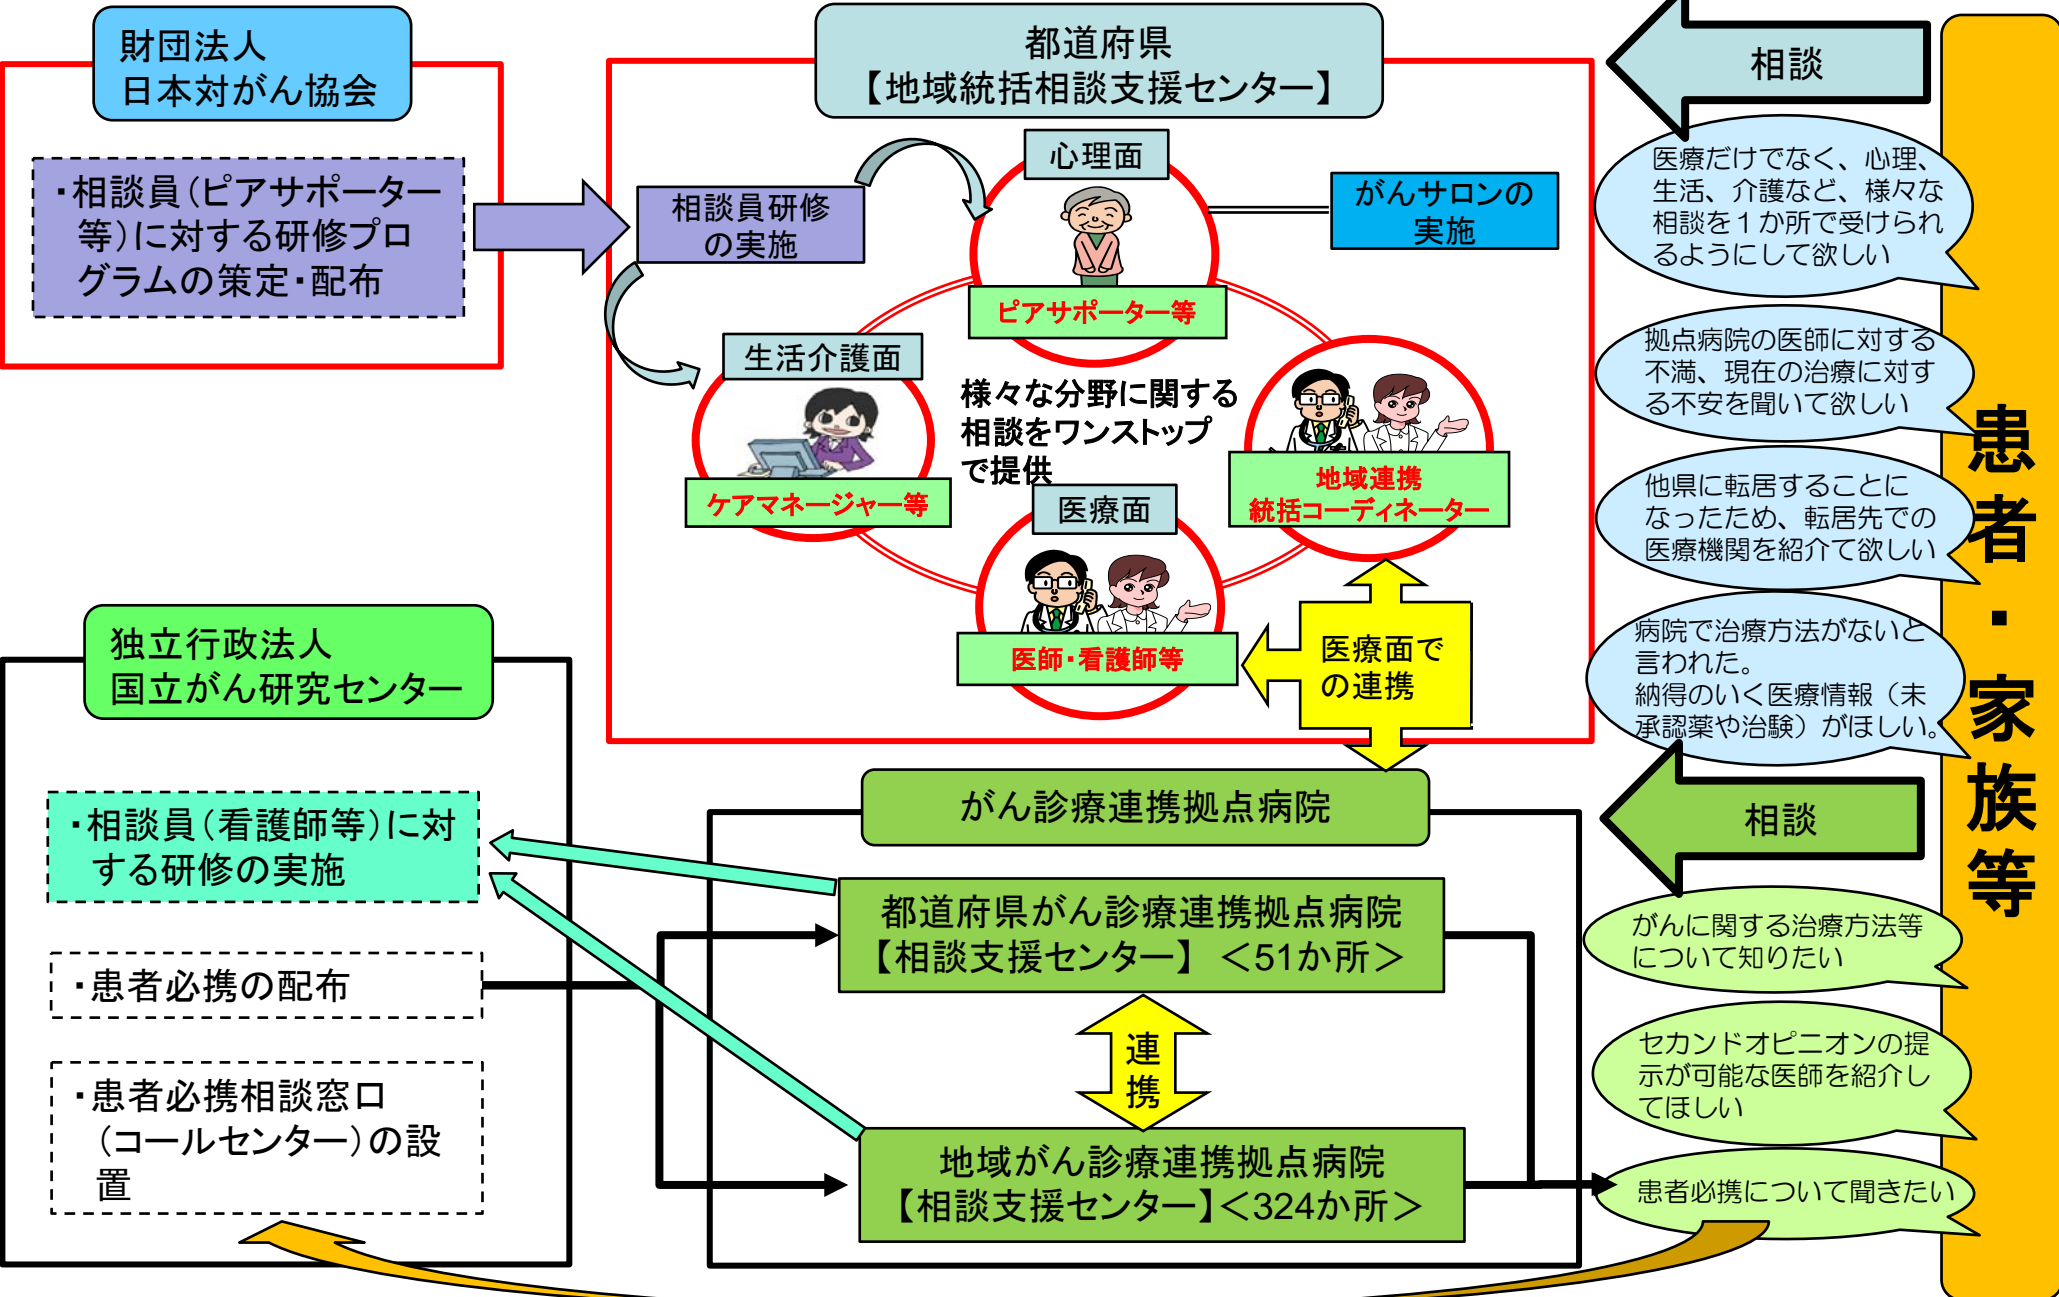 財団法人
日本対がん協会
・相談員（ピアサポーター
等）に対する研修プロ
グラムの策定・配布
都道府県
【地域統括相談支援センター】
相談員研修
の実施
心理面
ピアサポーター等
がんサロンの
実施
生活介護面
ケアマネージャー等
様々な分野に関する
相談をワンストップ
で提供
地域連携
統括コーディネーター
医療面
医師・看護師等
医療面で
の連携
相談
医療だけでなく、心理、
生活、介護など、様々な
相談を１か所で受けられ
るようにして欲しい
拠点病院の医師に対する
不満、現在の治療に対す
る不安を聞いて欲しい
他県に転居することに
なったため、転居先での
医療機関を紹介て欲しい
病院で治療方法がないと
言われた。
納得のいく医療情報（未
承認薬や治験）がほしい。
患者・家族等
独立行政法人
国立がん研究センター
・相談員（看護師等）に対
する研修の実施
・患者必携の配布
・患者必携相談窓口
（コールセンター）の設
置
がん診療連携拠点病院
都道府県がん診療連携拠点病院
【相談支援センター】 ＜51か所＞
連
携
地域がん診療連携拠点病院
【相談支援センター】＜324か所＞
相談
がんに関する治療方法等
について知りたい
セカンドオピニオンの提
示が可能な医師を紹介し
てほしい
患者必携について聞きたい